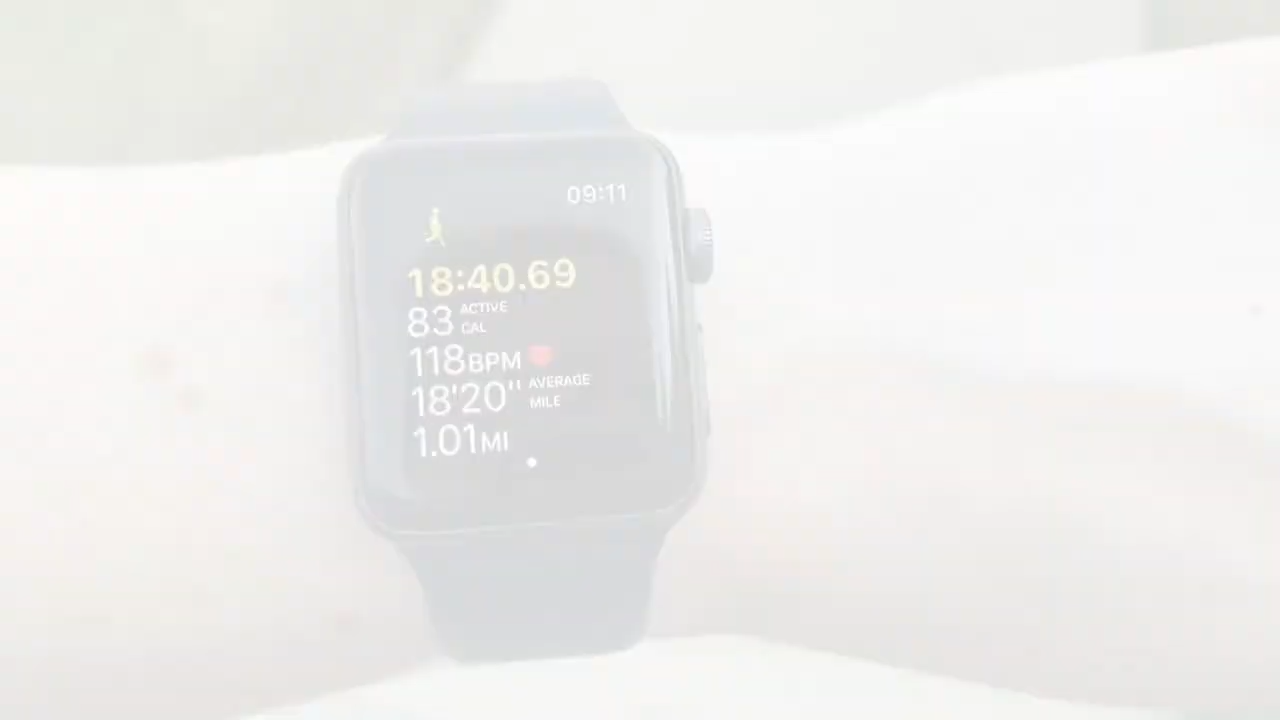 09:11
18:40.69
83 ACTIVE CAL
118BPM
18'20" AVERAGE MILE
1.01MI